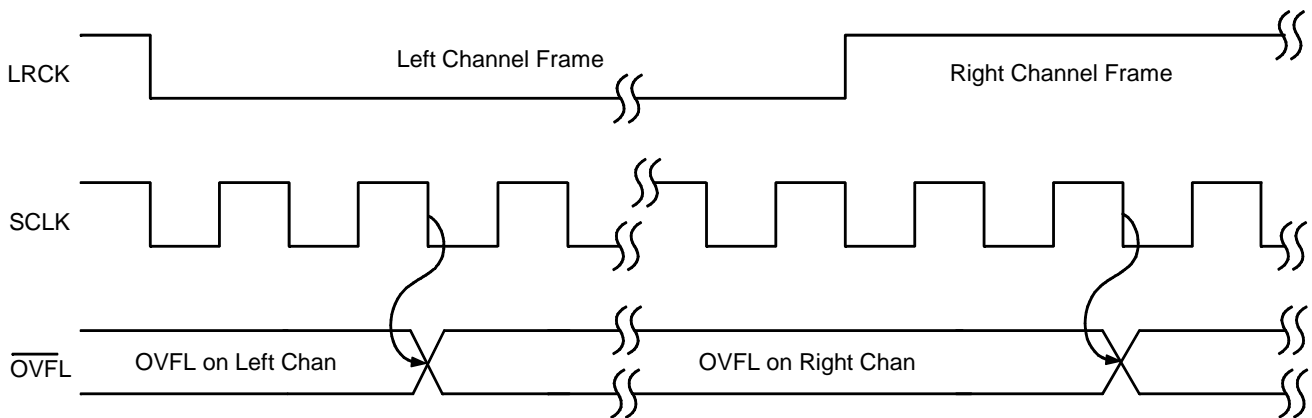 LRCK
Left Channel Frame
Right Channel Frame
SCLK
OVFL
OVFL on Left Chan
OVFL on Right Chan